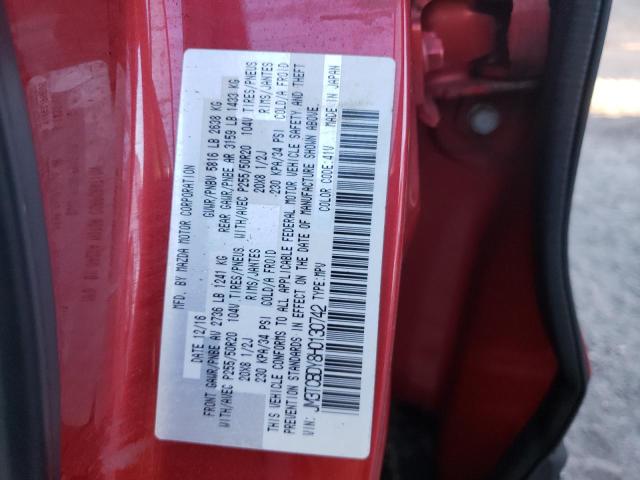 MFD. BY MAZDA MOTOR CORPORATION
DATE 12/16 GVWR/PNBV 5816 LB 2638 KG
FRONT GAWR/PNBE AV 2736 LB 1241 KG REAR GAWR/PNBE AR 3159 LB 1433 KG
WITH/AVEC P255/50R20 104V TIRES/PNEUS WITH/AVEC P255/50R20 104V TIRES/PNEUS
20X8 1/2J RIMS/JANTES 20X8 1/2J RIMS/JANTES
230 KPA/34 PSI COLD/A FROID 230 KPA/34 PSI COLD/A FROID
THIS VEHICLE CONFORMS TO ALL APPLICABLE FEDERAL MOTOR VEHICLE SAFETY AND THEFT
PREVENTION STANDARDS IN EFFECT ON THE DATE OF MANUFACTURE SHOWN ABOVE.
VIN: JM3TCBDY8H0130742 TYPE:MPV COLOR CODE:41V MADE IN JAPAN